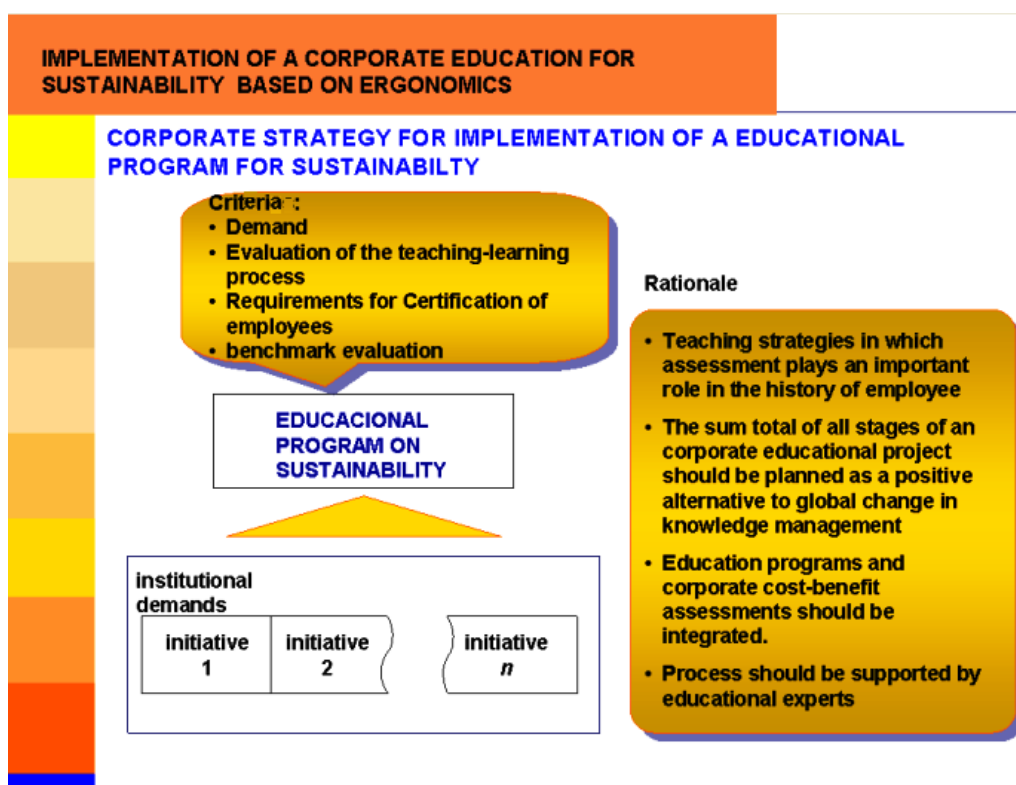 IMPLEMENTATION OF A CORPORATE EDUCATION FOR
SUSTAINABILITY BASED ON ERGONOMICS
CORPORATE STRATEGY FOR IMPLEMENTATION OF A EDUCATIONAL
PROGRAM FOR SUSTAINABILTY
Criteria :
• Demand
• Evaluation of the teaching-learning
process
• Requirements for Certification of
employees
• benchmark evaluation
EDUCACIONAL
PROGRAM ON
SUSTAINABILITY
institutional
demands
initiative
1
initiative
2
initiative
n
Rationale
• Teaching strategies in which
assessment plays an important
role in the history of employee
• The sum total of all stages of an
corporate educational project
should be planned as a positive
alternative to global change in
knowledge management
• Education programs and
corporate cost-benefit
assessments should be
integrated.
• Process should be supported by
educational experts